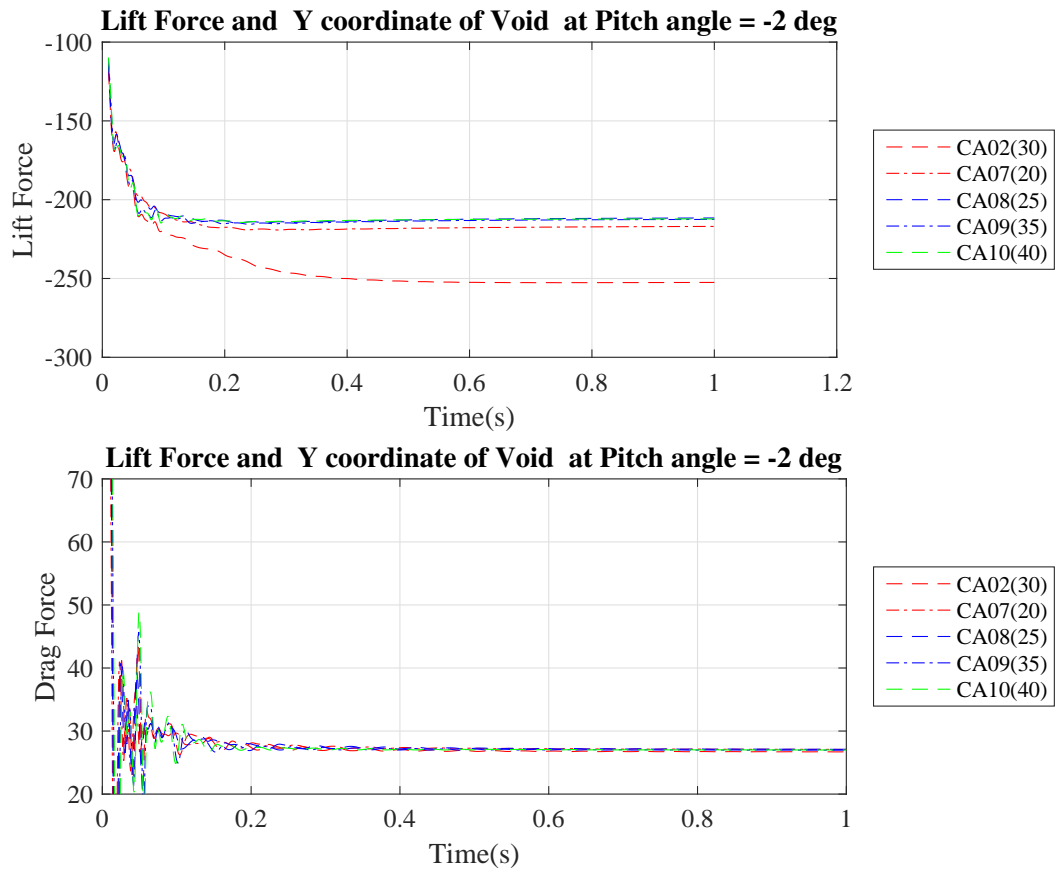 Lift Force and  Y coordinate of Void  at Pitch angle = -2 deg
-100
-150
-200
-250
-300
Lift Force
0
0.2
0.4
0.6
0.8
1
1.2
Time(s)
CA02(30)
CA07(20)
CA08(25)
CA09(35)
CA10(40)
Lift Force and  Y coordinate of Void  at Pitch angle = -2 deg
70
60
50
40
30
20
Drag Force
0
0.2
0.4
0.6
0.8
1
Time(s)
CA02(30)
CA07(20)
CA08(25)
CA09(35)
CA10(40)